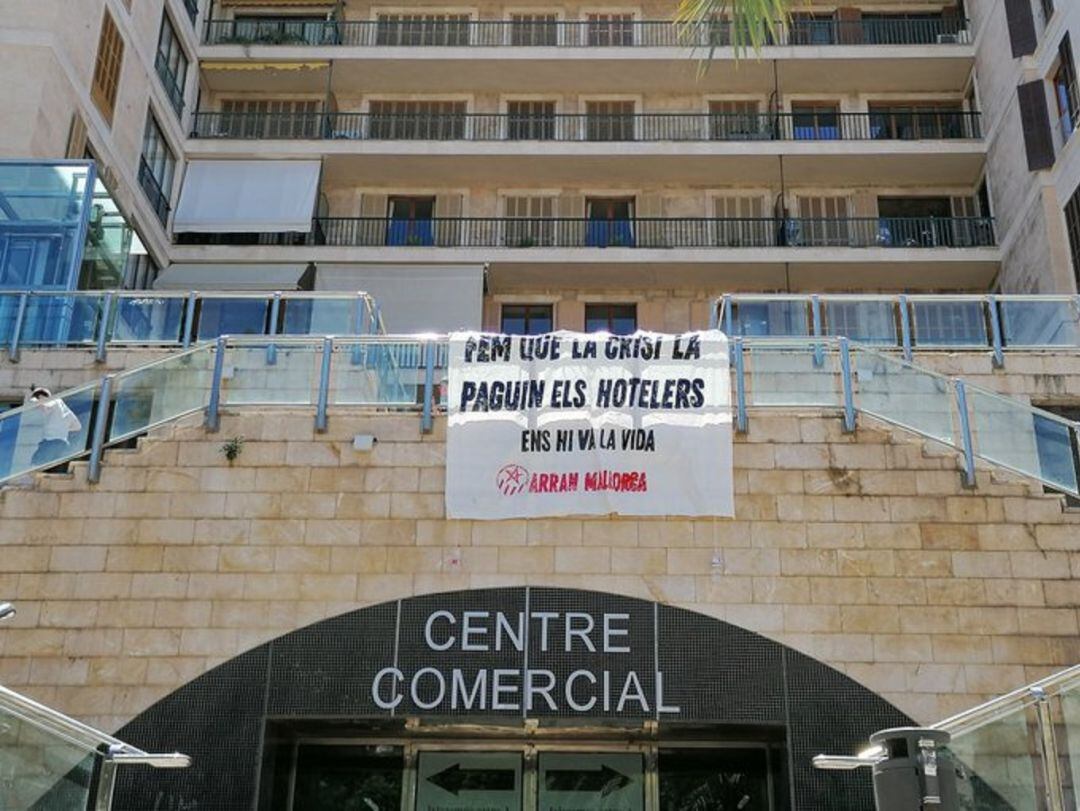 FEM QUE LA CRISI LA
PAGUIN ELS HOTELERS
ENS HI VA LA VIDA
ARRAN MALLORCA
CENTRE
COMERCIAL